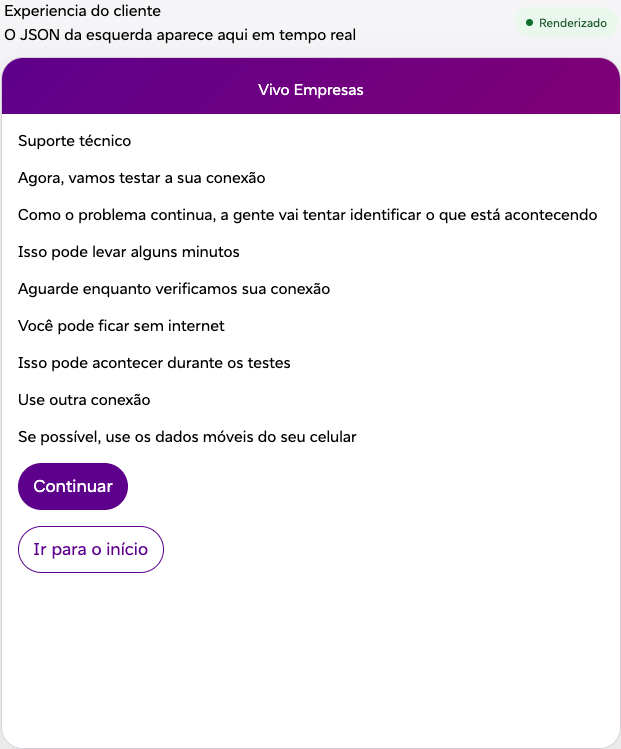 Experiencia do cliente
O JSON da esquerda aparece aqui em tempo real
Renderizado
Vivo Empresas
Suporte técnico
Agora, vamos testar a sua conexão
Como o problema continua, a gente vai tentar identificar o que está acontecendo
Isso pode levar alguns minutos
Aguarde enquanto verificamos sua conexão
Você pode ficar sem internet
Isso pode acontecer durante os testes
Use outra conexão
Se possível, use os dados móveis do seu celular
Continuar
Ir para o início